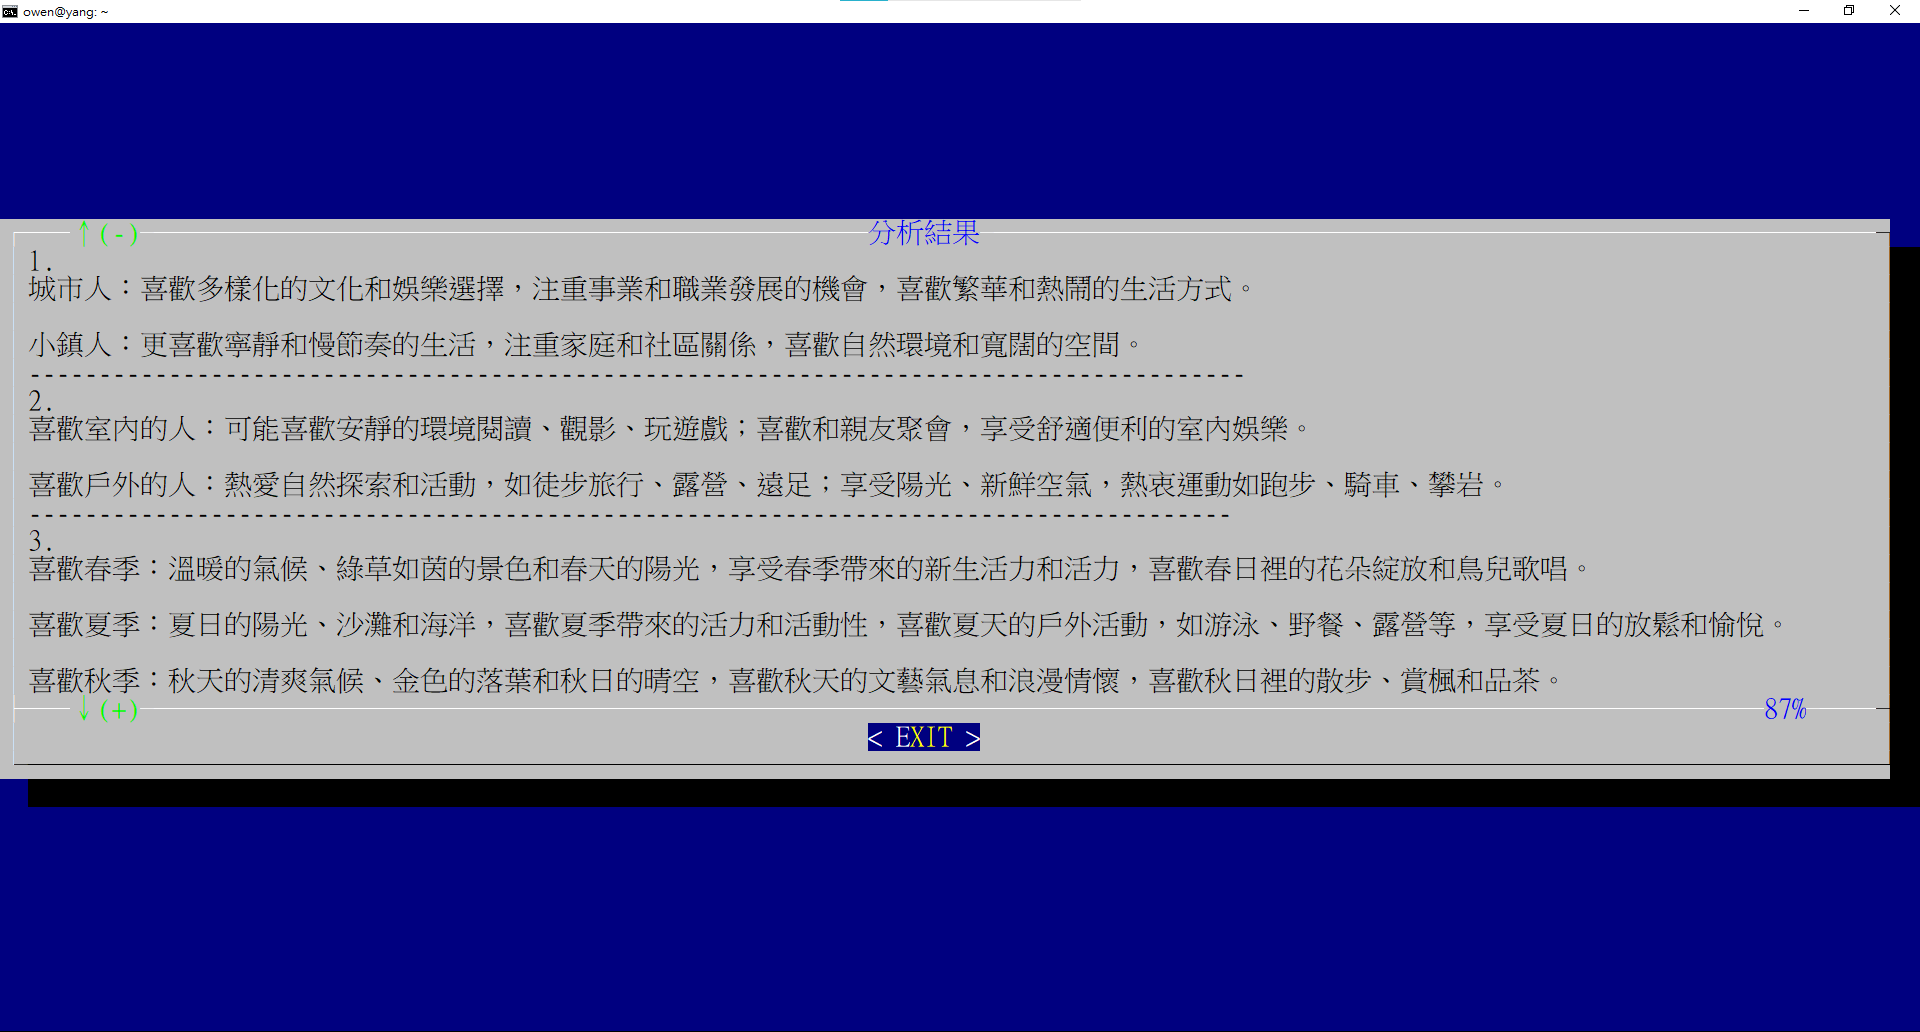 owen@yang: ~
↑(-)
分析結果
1.
城市人：喜歡多樣化的文化和娛樂選擇，注重事業和職業發展的機會，喜歡繁華和熱鬧的生活方式。
小鎮人：更喜歡寧靜和慢節奏的生活，注重家庭和社區關係，喜歡自然環境和寬闊的空間。
---------------------------------------------------------------------------------------
2.
喜歡室內的人：可能喜歡安靜的環境閱讀、觀影、玩遊戲；喜歡和親友聚會，享受舒適便利的室內娛樂。
喜歡戶外的人：熱愛自然探索和活動，如徒步旅行、露營、遠足；享受陽光、新鮮空氣，熱衷運動如跑步、騎車、攀岩。
--------------------------------------------------------------------------------------
3.
喜歡春季：溫暖的氣候、綠草如茵的景色和春天的陽光，享受春季帶來的新生活力和活力，喜歡春日裡的花朵綻放和鳥兒歌唱。
喜歡夏季：夏日的陽光、沙灘和海洋，喜歡夏季帶來的活力和活動性，喜歡夏天的戶外活動，如游泳、野餐、露營等，享受夏日的放鬆和愉悅。
喜歡秋季：秋天的清爽氣候、金色的落葉和秋日的晴空，喜歡秋天的文藝氣息和浪漫情懷，喜歡秋日裡的散步、賞楓和品茶。
↓(+)
87%
< EXIT >